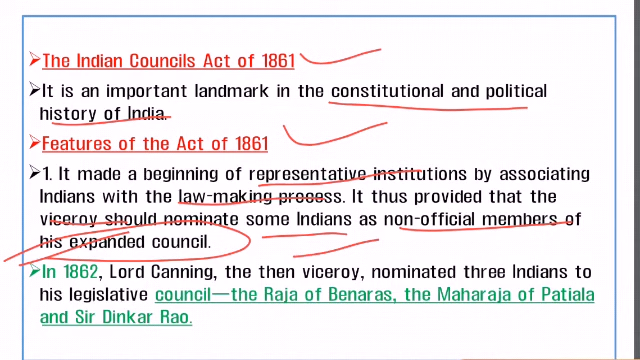 The Indian Councils Act of 1861
It is an important landmark in the constitutional and political
history of India.
Features of the Act of 1861
1. It made a beginning of representative institutions by associating
Indians with the law-making process. It thus provided that the
viceroy should nominate some Indians as non-official members of
his expanded council.
In 1862, Lord Canning, the then viceroy, nominated three Indians to
his legislative council—the Raja of Benaras, the Maharaja of Patiala
and Sir Dinkar Rao.